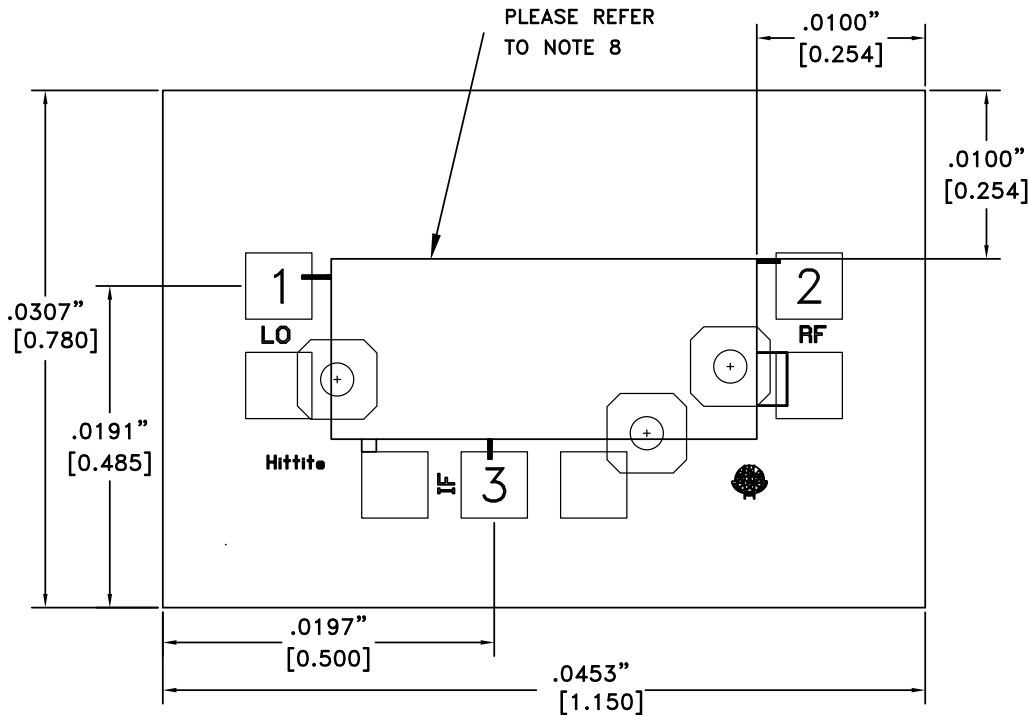 PLEASE REFER
TO NOTE 8
.0100”
[0.254]
.0100”
[0.254]
1
2
LO
RF
.0307”
[0.780]
.0191”
[0.485]
Hittite
IF
3
.0197”
[0.500]
.0453”
[1.150]